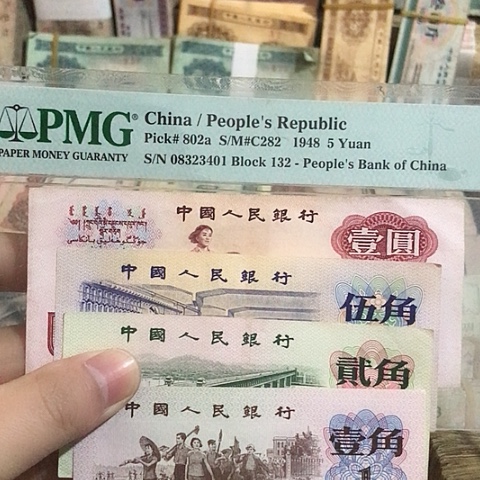 PMG®
PAPER MONEY GUARANTY
China / People's Republic
Pick# 802a S/M#C282 1948 5 Yuan
S/N 08323401 Block 132 - People's Bank of China
中國人民銀行
壹圓
中國人民銀行
伍角
中國人民銀行
貳角
中國人民銀行
壹角